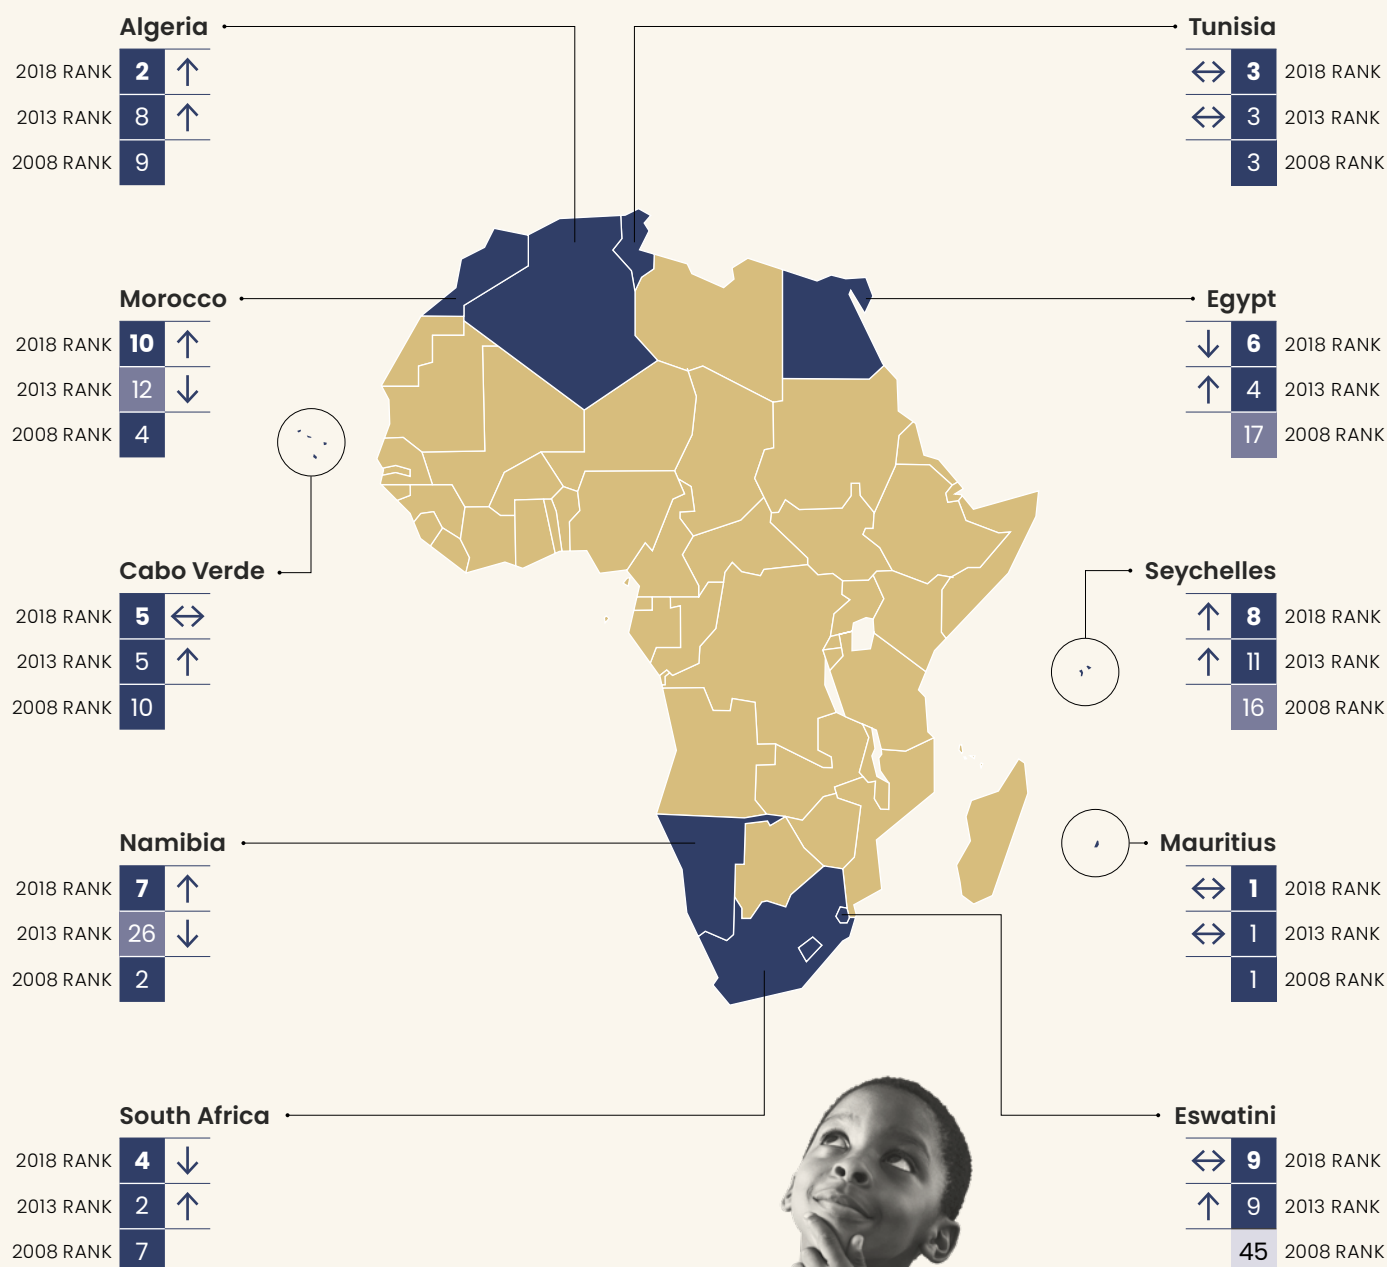 Algeria
2018 RANK 2 ↑
2013 RANK 8 ↑
2008 RANK 9
Tunisia
↔ 3 2018 RANK
↔ 3 2013 RANK
3 2008 RANK
Morocco
2018 RANK 10 ↑
2013 RANK 12 ↓
2008 RANK 4
Egypt
↓ 6 2018 RANK
↑ 4 2013 RANK
17 2008 RANK
Cabo Verde
2018 RANK 5 ↔
2013 RANK 5 ↑
2008 RANK 10
Seychelles
↑ 8 2018 RANK
↑ 11 2013 RANK
16 2008 RANK
Namibia
2018 RANK 7 ↑
2013 RANK 26 ↓
2008 RANK 2
Mauritius
↔ 1 2018 RANK
↔ 1 2013 RANK
1 2008 RANK
South Africa
2018 RANK 4 ↓
2013 RANK 2 ↑
2008 RANK 7
Eswatini
↔ 9 2018 RANK
↑ 9 2013 RANK
45 2008 RANK